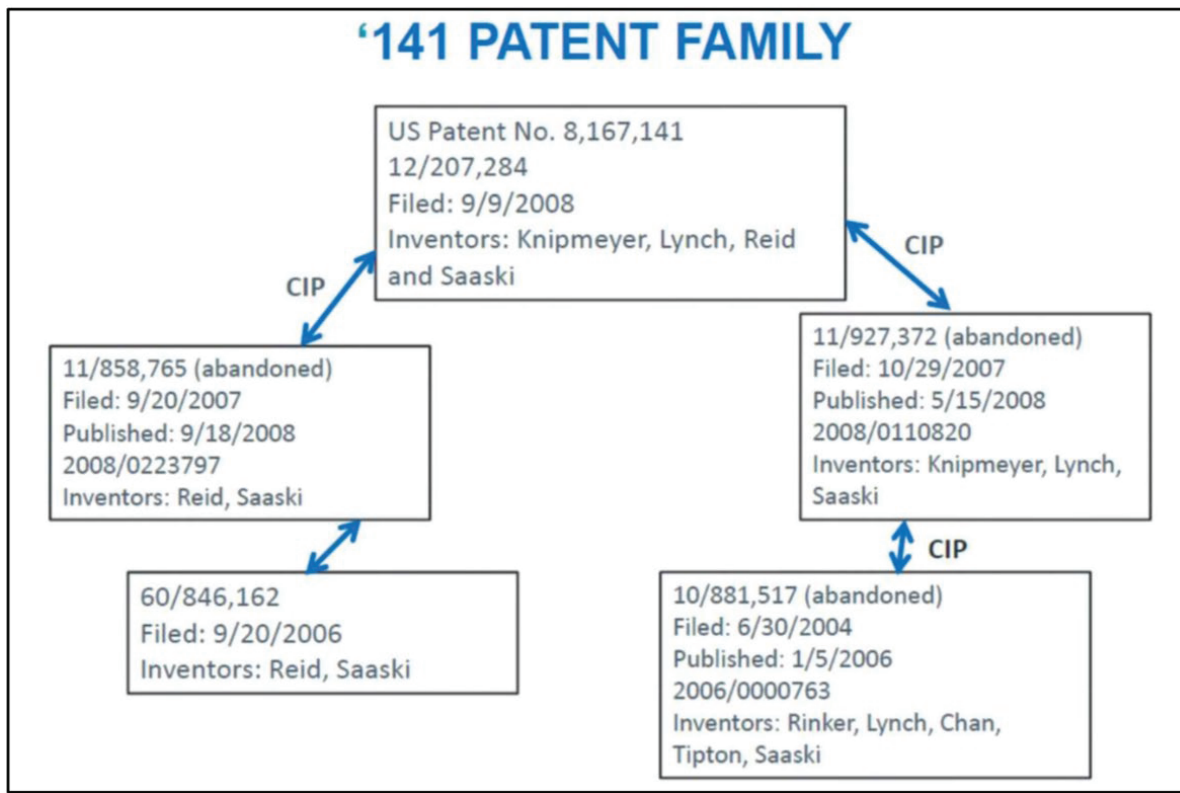 ‘141 PATENT FAMILY
US Patent No. 8,167,141
12/207,284
Filed: 9/9/2008
Inventors: Knipmeyer, Lynch, Reid
and Saaski
CIP
CIP
11/858,765 (abandoned)
Filed: 9/20/2007
Published: 9/18/2008
2008/0223797
Inventors: Reid, Saaski
11/927,372 (abandoned)
Filed: 10/29/2007
Published: 5/15/2008
2008/0110820
Inventors: Knipmeyer, Lynch,
Saaski
60/846,162
Filed: 9/20/2006
Inventors: Reid, Saaski
CIP
10/881,517 (abandoned)
Filed: 6/30/2004
Published: 1/5/2006
2006/0000763
Inventors: Rinker, Lynch, Chan,
Tipton, Saaski